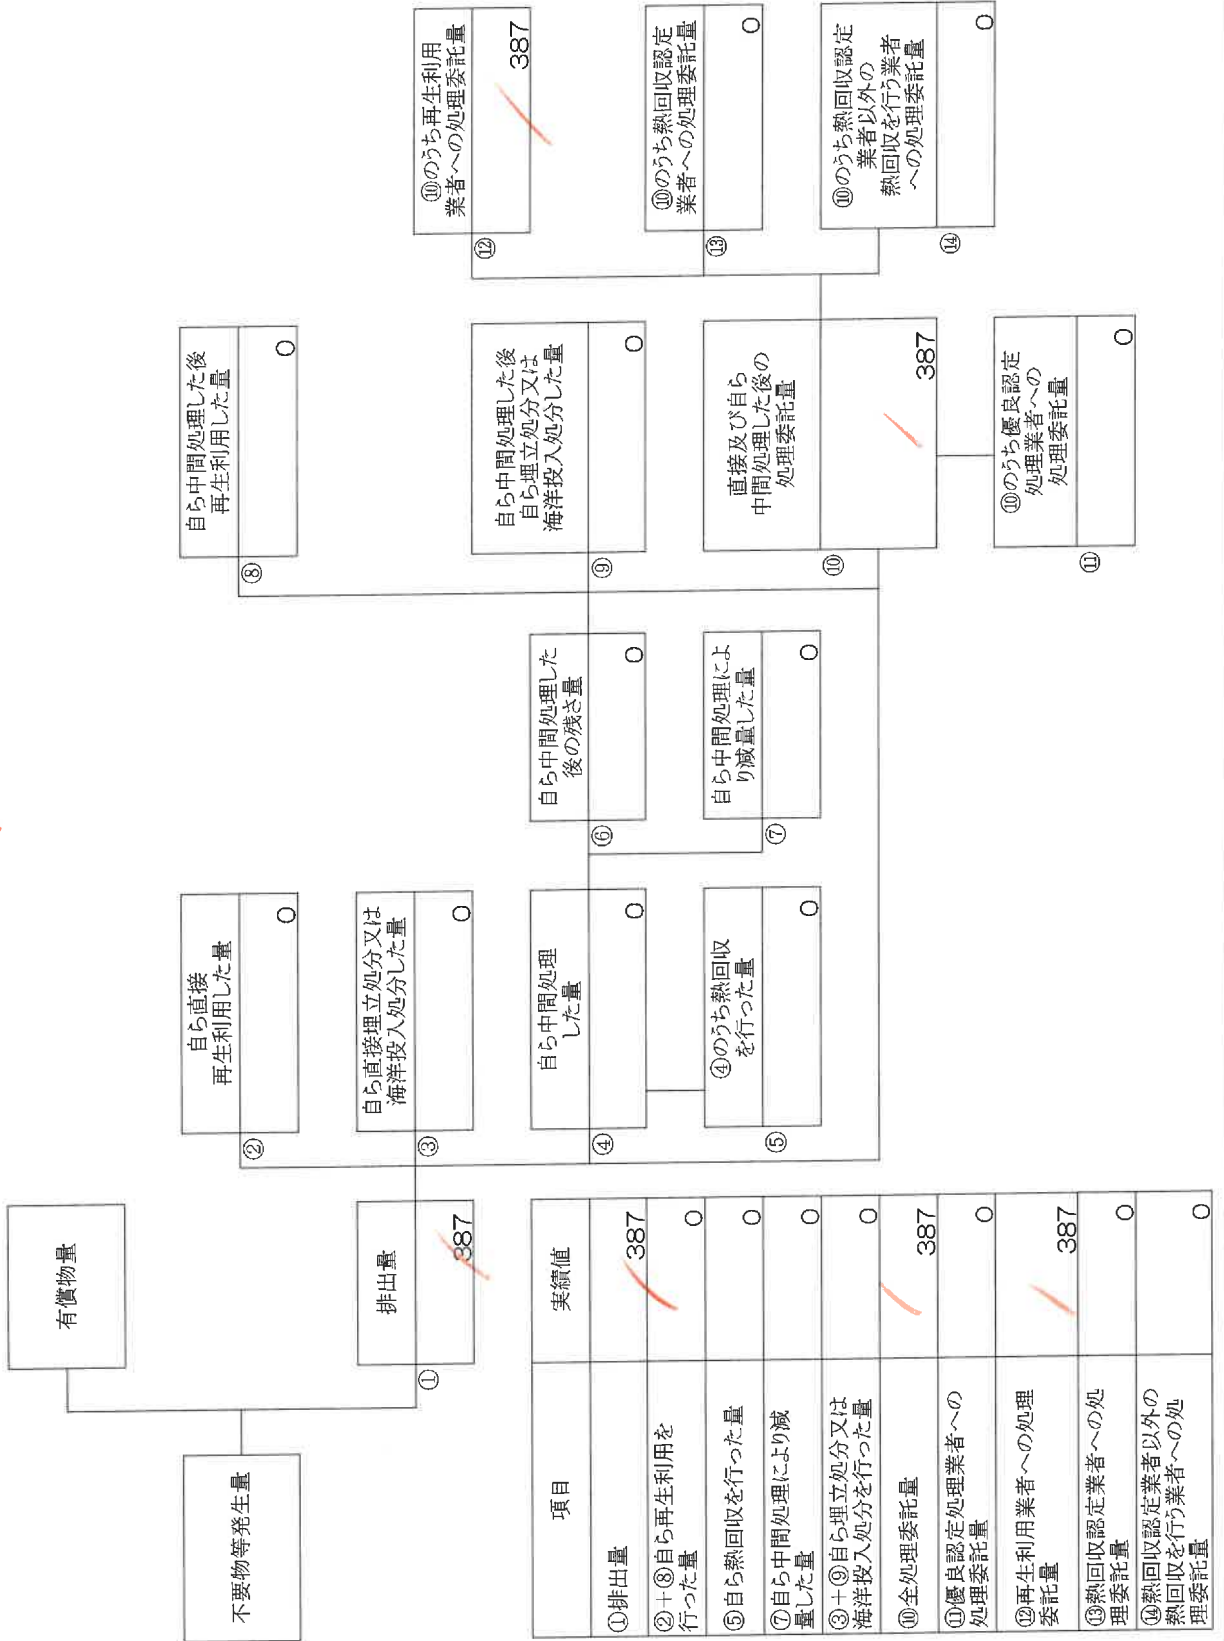 有償物量
不要物等発生量
排出量
①
387
自ら直接
再生利用した量
②
0
自ら直接埋立処分又は
海洋投入処分した量
③
0
自ら中間処理
した量
④
0
④のうち熱回収
を行った量
⑤
0
自ら中間処理した
後の残さ量
⑥
0
自ら中間処理によ
り減量した量
⑦
0
自ら中間処理した後
再生利用した量
⑧
0
自ら中間処理した後
自ら埋立処分又は
海洋投入処分した量
⑨
0
直接及び自ら
中間処理した後の
処理委託量
⑩
387
⑩のうち優良認定
処理業者への
処理委託量
⑪
0
⑩のうち再生利用
業者への処理委託量
⑫
387
⑩のうち熱回収認定
業者への処理委託量
⑬
0
⑩のうち熱回収認定
業者以外の
熱回収を行う業者
への処理委託量
⑭
0
項目 実績値
①排出量 387
②+⑧自ら再生利用を
行った量 0
⑤自ら熱回収を行った量 0
⑦自ら中間処理により減
量した量 0
③+⑨自ら埋立処分又は
海洋投入処分を行った量 0
⑩全処理委託量 387
⑪優良認定処理業者への
処理委託量 0
⑫再生利用業者への処理
委託量 387
⑬熱回収認定業者への処
理委託量 0
⑭熱回収認定業者以外の
熱回収を行う業者への処
理委託量 0